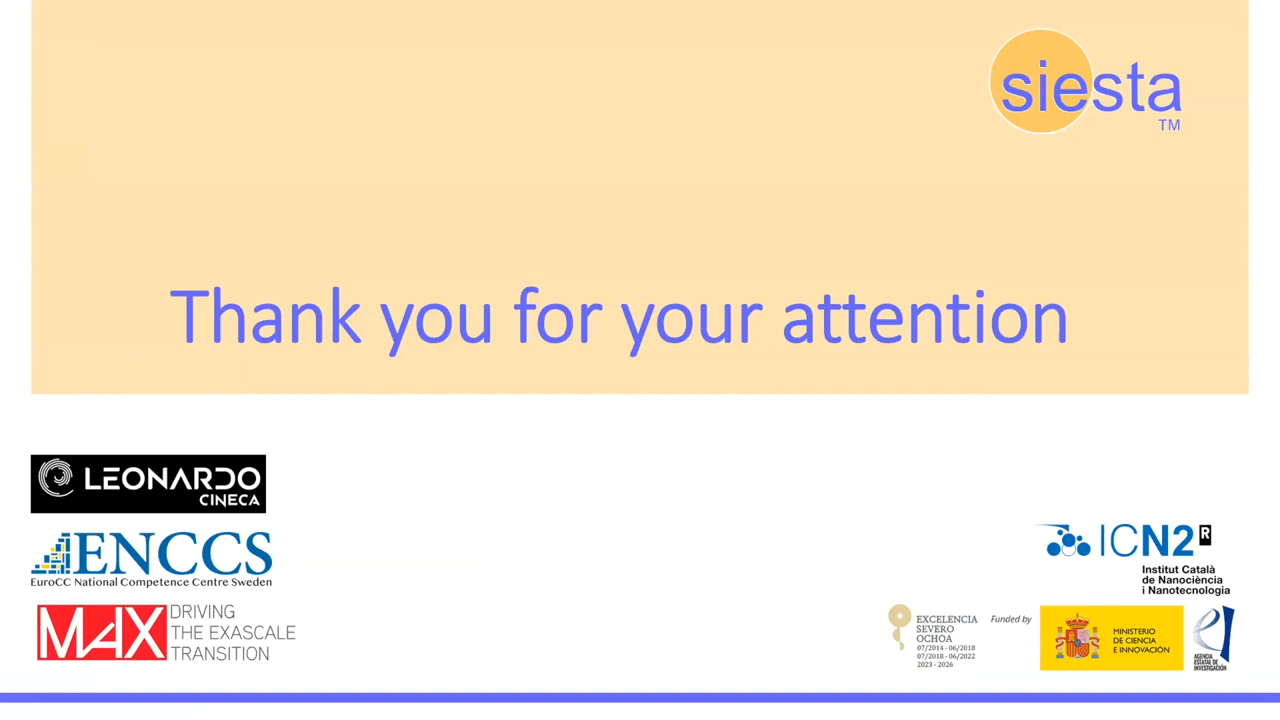 siesta
TM
Thank you for your attention
LEONARDO
CINECA
ENCCS
EuroCC National Competence Centre Sweden
MAX
DRIVING
THE EXASCALE
TRANSITION
ICN2R
Institut Català
de Nanociència
i Nanotecnologia
EXCELENCIA
SEVERO
OCHOA
07/2014 - 06/2018
07/2018 - 06/2022
2023 - 2026
Funded by
MINISTERIO
DE CIENCIA
E INNOVACIÓN
AGENCIA
ESTATAL DE
INVESTIGACIÓN